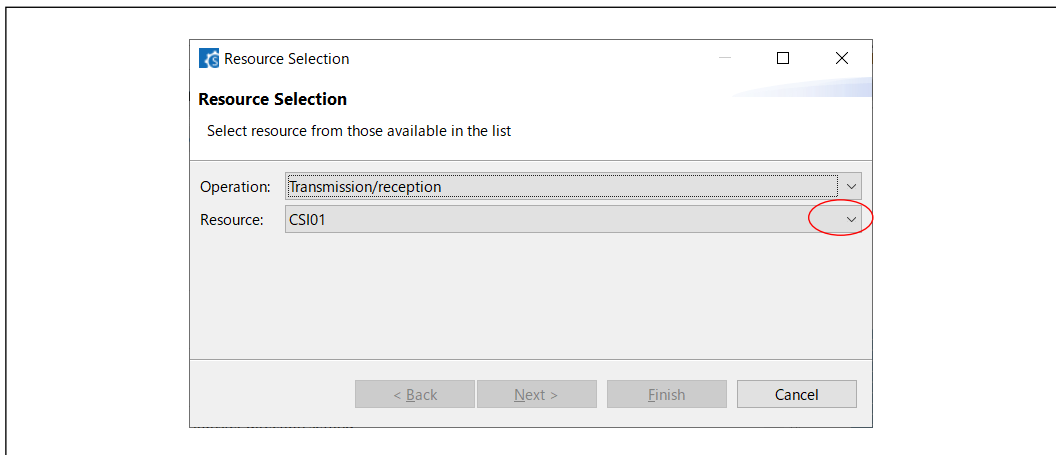 Resource Selection
Resource Selection
Select resource from those available in the list
Operation: Transmission/reception
Resource: CSI01
< Back Next > Finish Cancel